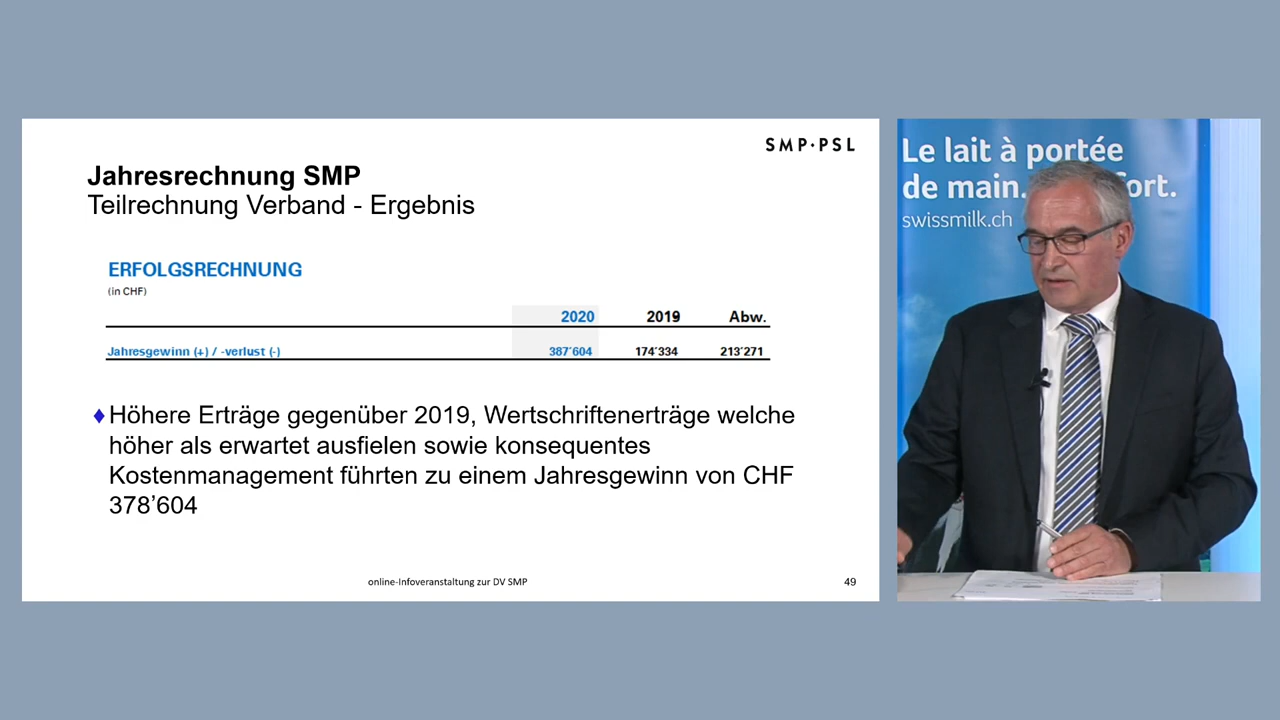 SMP·PSL
Jahresrechnung SMP
Teilrechnung Verband - Ergebnis
ERFOLGSRECHNUNG
(in CHF)
2020 2019 Abw.
Jahresgewinn (+) / -verlust (-) 387'604 174'334 213'271
♦Höhere Erträge gegenüber 2019, Wertschriftenerträge welche
höher als erwartet ausfielen sowie konsequentes
Kostenmanagement führten zu einem Jahresgewinn von CHF
378’604
online-Infoveranstaltung zur DV SMP
49
Le lait à portée
de main. ort.
swissmilk.ch